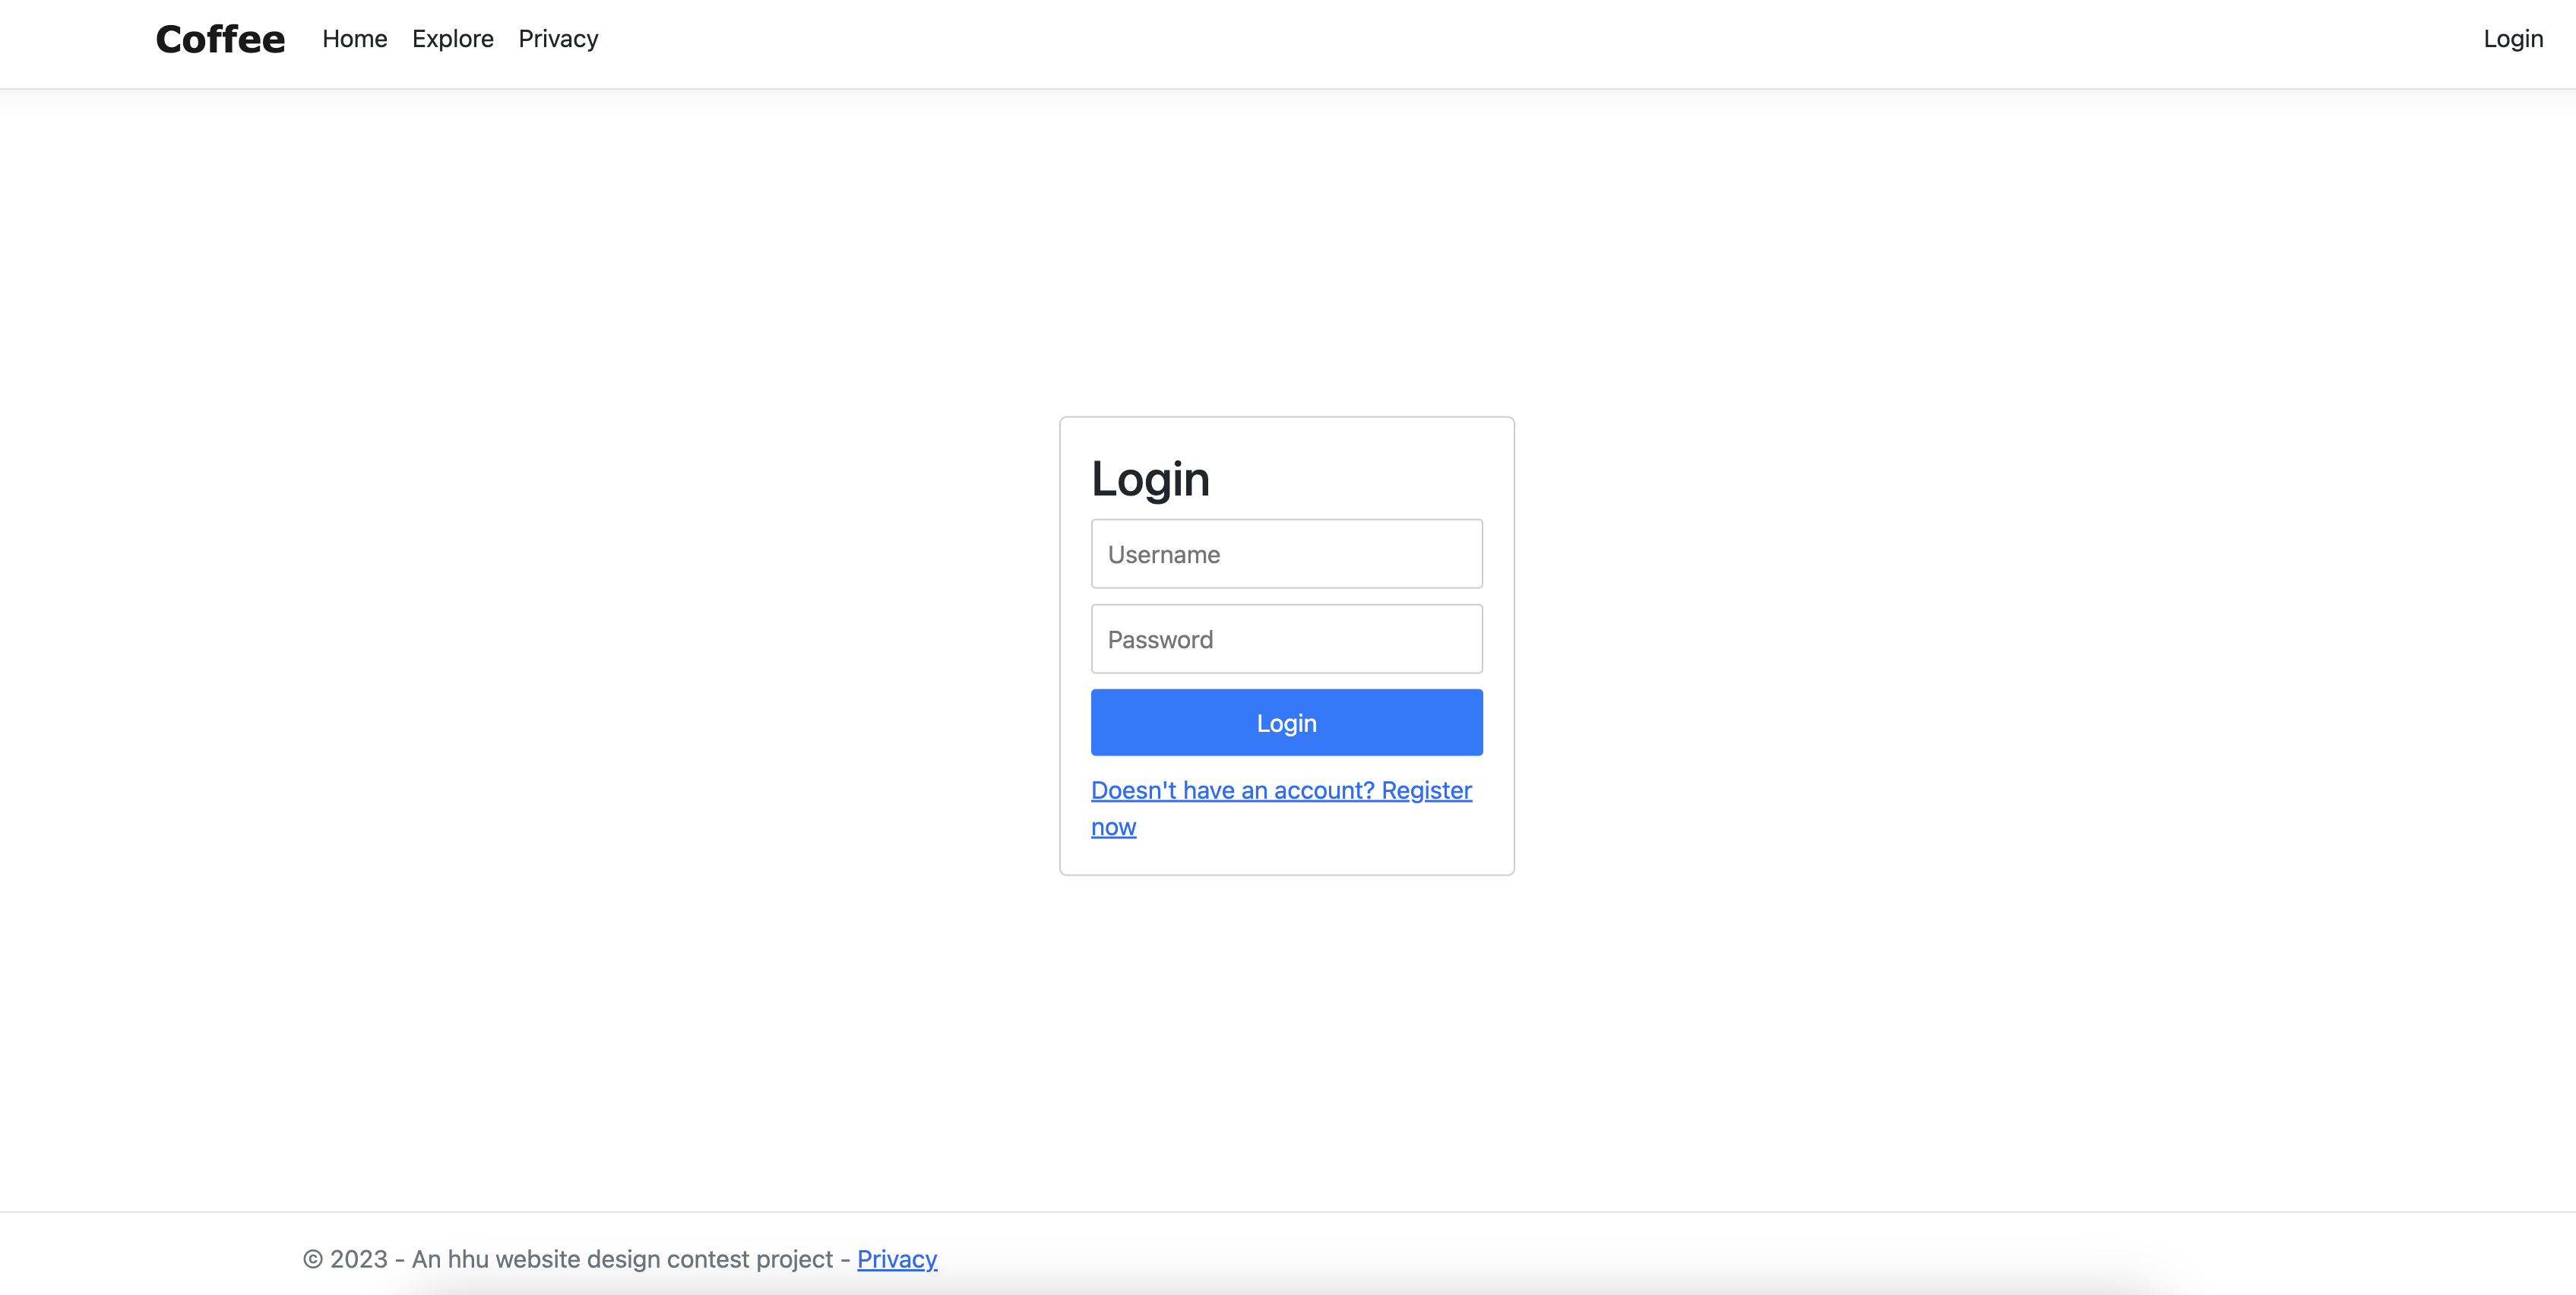 Coffee Home Explore Privacy Login
Login
Username
Password
Login
Doesn't have an account? Register
now
© 2023 - An hhu website design contest project - Privacy